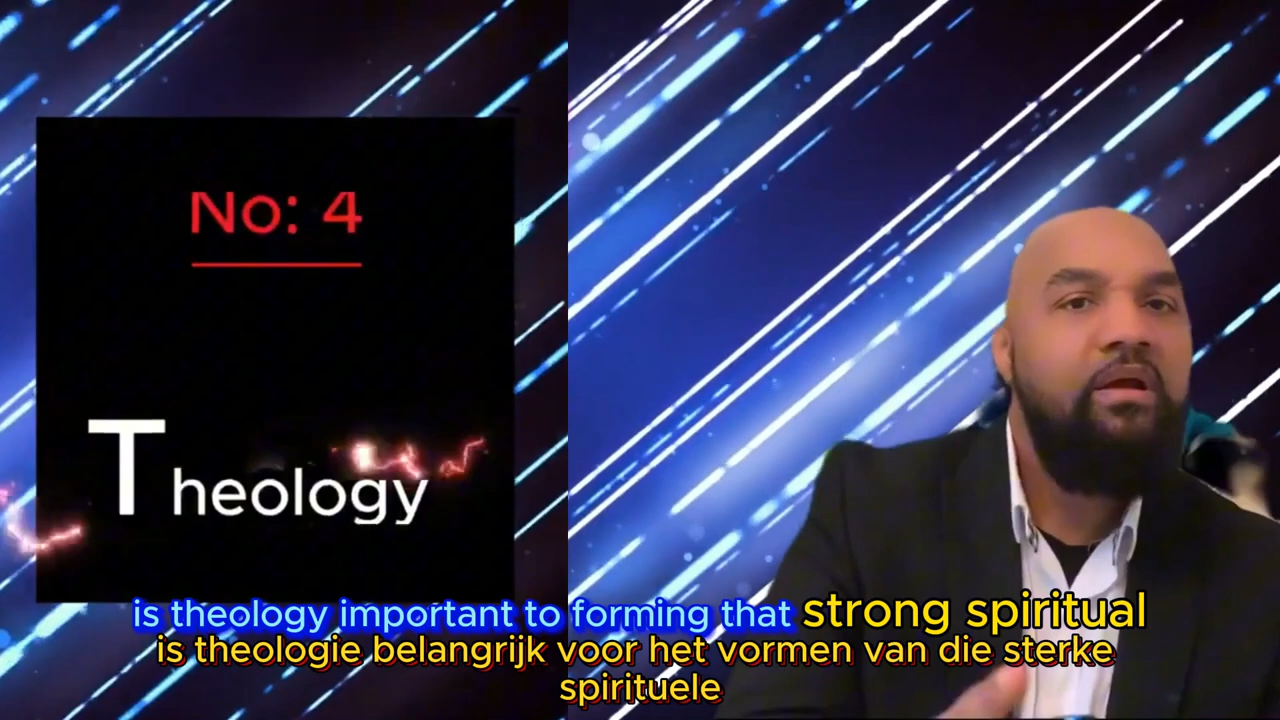 No: 4
Theology
is theology important to forming that strong spiritual
is theologie belangrijk voor het vormen van die sterke
spirituele